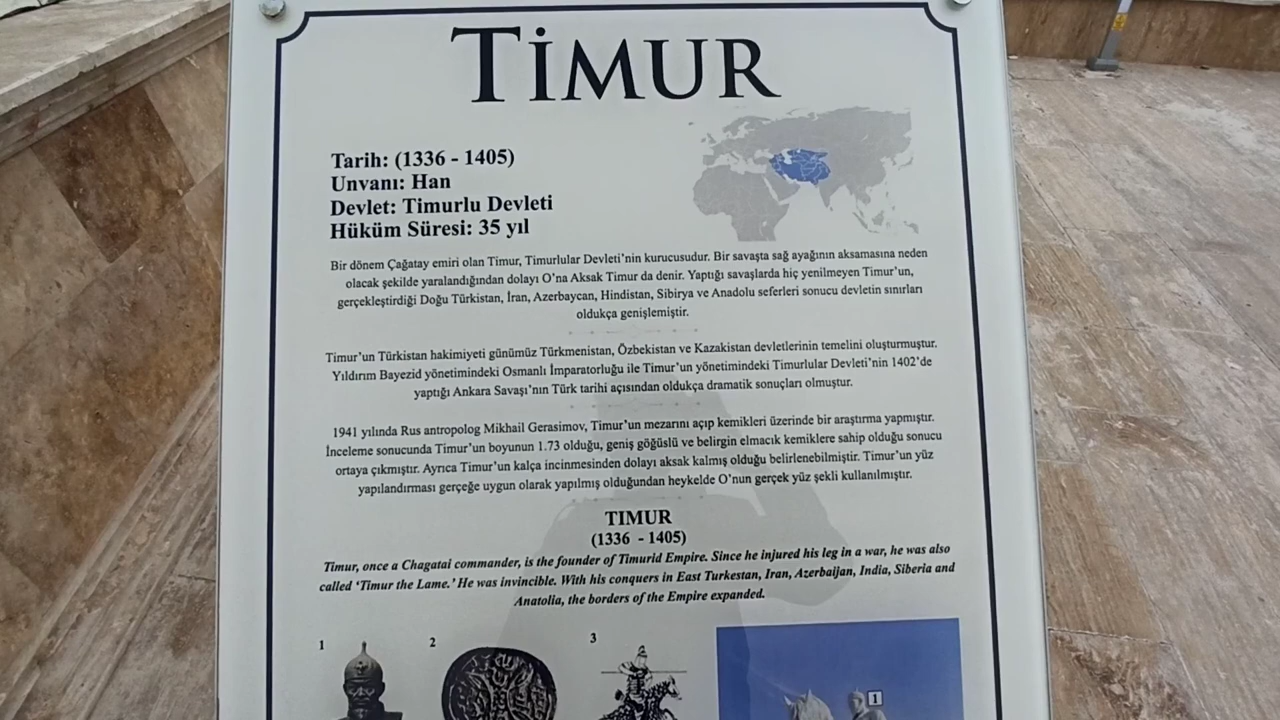 TİMUR
Tarih: (1336 - 1405)
Unvanı: Han
Devlet: Timurlu Devleti
Hüküm Süresi: 35 yıl
Bir dönem Çağatay emiri olan Timur, Timurlular Devleti'nin kurucusudur. Bir savaşta sağ ayağının aksamasına neden
olacak şekilde yaralandığından dolayı O'na Aksak Timur da denir. Yaptığı savaşlarda hiç yenilmeyen Timur'un,
gerçekleştirdiği Doğu Türkistan, İran, Azerbaycan, Hindistan, Sibirya ve Anadolu seferleri sonucu devletin sınırları
oldukça genişlemiştir.
Timur'un Türkistan hakimiyeti günümüz Türkmenistan, Özbekistan ve Kazakistan devletlerinin temelini oluşturmuştur.
Yıldırım Bayezid yönetimindeki Osmanlı İmparatorluğu ile Timur'un yönetimindeki Timurlular Devleti'nin 1402'de
yaptığı Ankara Savaşı'nın Türk tarihi açısından oldukça dramatik sonuçları olmuştur.
1941 yılında Rus antropolog Mikhail Gerasimov, Timur'un mezarını açıp kemikleri üzerinde bir araştırma yapmıştır.
İnceleme sonucunda Timur'un boyunun 1.73 olduğu, geniş göğüslü ve belirgin elmacık kemiklere sahip olduğu sonucu
ortaya çıkmıştır. Ayrıca Timur'un kalça incinmesinden dolayı aksak kalmış olduğu belirlenebilmiştir. Timur'un yüz
yapılandırması gerçeğe uygun olarak yapılmış olduğundan heykelde O'nun gerçek yüz şekli kullanılmıştır.
TIMUR
(1336 - 1405)
Timur, once a Chagatai commander, is the founder of Timurid Empire. Since he injured his leg in a war, he was also
called 'Timur the Lame.' He was invincible. With his conquers in East Turkestan, Iran, Azerbaijan, India, Siberia and
Anatolia, the borders of the Empire expanded.
1 2 3
1